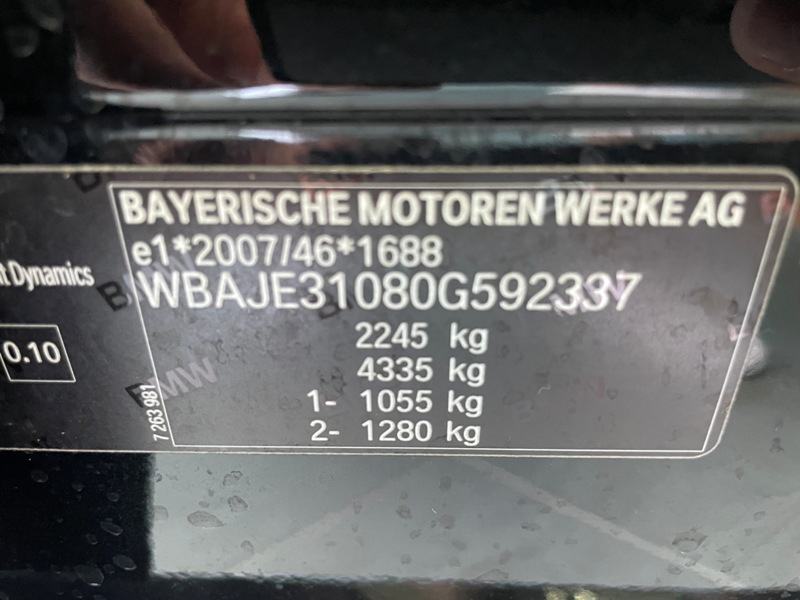 BAYERISCHE MOTOREN WERKE AG
e1*2007/46*1688
WBAJE31080G592337
2245 kg
4335 kg
1- 1055 kg
2- 1280 kg
7 263 981
t Dynamics
0.10
BMW